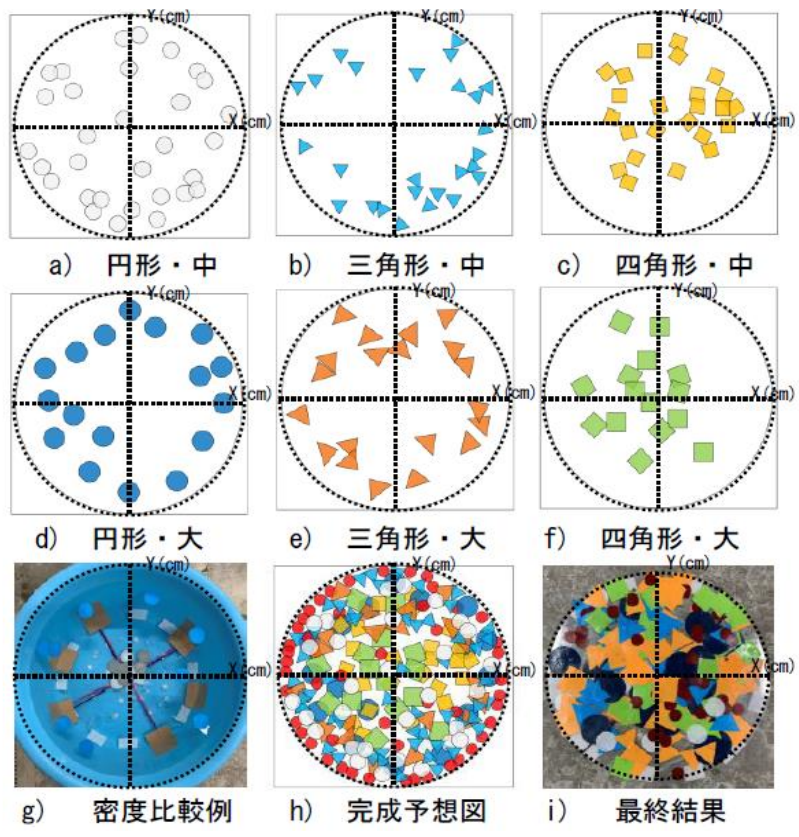 Y(cm) Y(cm) Y(cm)
X(cm) X(cm) X(cm)
a) 円形・中 b) 三角形・中 c) 四角形・中
Y(cm) Y(cm) Y(cm)
X(cm) X(cm) X(cm)
d) 円形・大 e) 三角形・大 f) 四角形・大
Y(cm) Y(cm) Y(cm)
X(cm) X(cm) X(cm)
g) 密度比較例 h) 完成予想図 i) 最終結果